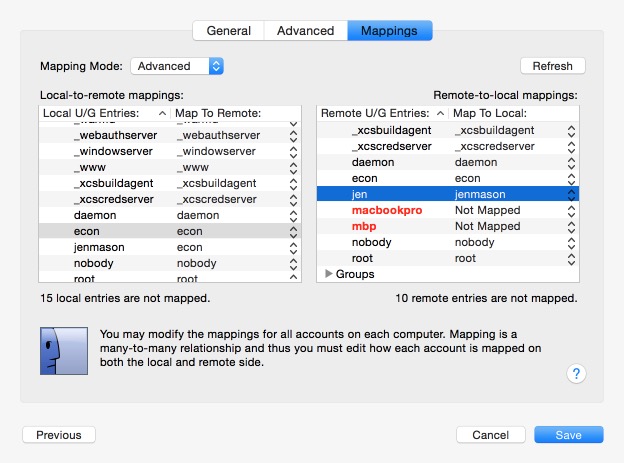 General Advanced Mappings
Mapping Mode: Advanced Refresh
Local-to-remote mappings: Remote-to-local mappings:
Local U/G Entries: Map To Remote: Remote U/G Entries: Map To Local:
_webauthserver _webauthserver _xcsbuildagent _xcsbuildagent
_windowserver _windowserver _xcscredserver _xcscredserver
_www _www daemon daemon
_xcsbuildagent _xcsbuildagent econ econ
_xcscredserver _xcscredserver jen jenmason
daemon daemon macbookpro Not Mapped
econ econ mbp Not Mapped
jenmason econ nobody nobody
nobody nobody root root
root root Groups
15 local entries are not mapped. 10 remote entries are not mapped.
You may modify the mappings for all accounts on each computer. Mapping is a
many-to-many relationship and thus you must edit how each account is mapped on
both the local and remote side.
?
Previous Cancel Save